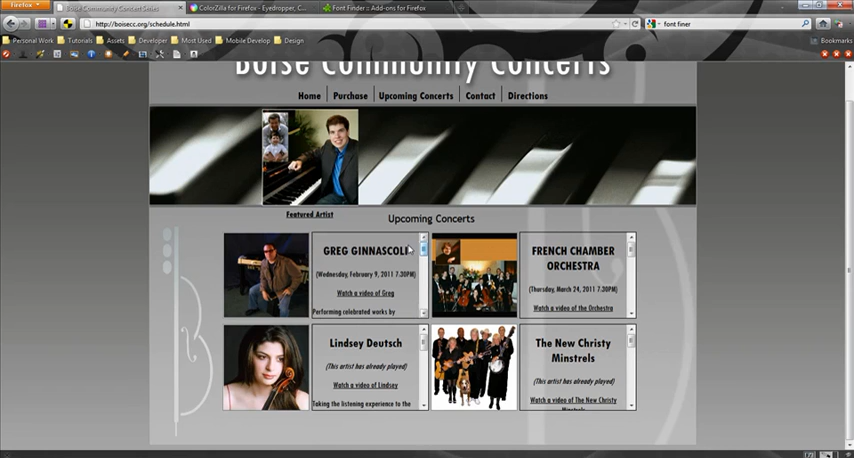 Firefox
Boise Community Concert Series
ColorZilla for Firefox - Eyedropper, C...
Font Finder :: Add-ons for Firefox
http://boisecc.org/schedule.html
font finer
Personal Work
Tutorials
Assets
Developer
Most Used
Mobile Develop
Design
Bookmarks
Boise Community Concerts
Home
Purchase
Upcoming Concerts
Contact
Directions
Featured Artist
Upcoming Concerts
GREG GINNASCOLI
(Wednesday, February 9, 2011 7.30PM)
Watch a video of Greg
Performing celebrated works by
FRENCH CHAMBER
ORCHESTRA
(Thursday, March 24, 2011 7.30PM)
Watch a video of the Orchestra
Lindsey Deutsch
(This artist has already played)
Watch a video of Lindsey
Taking the listening experience to the
The New Christy
Minstrels
(This artist has already played)
Watch a video of The New Christy
Minstrels